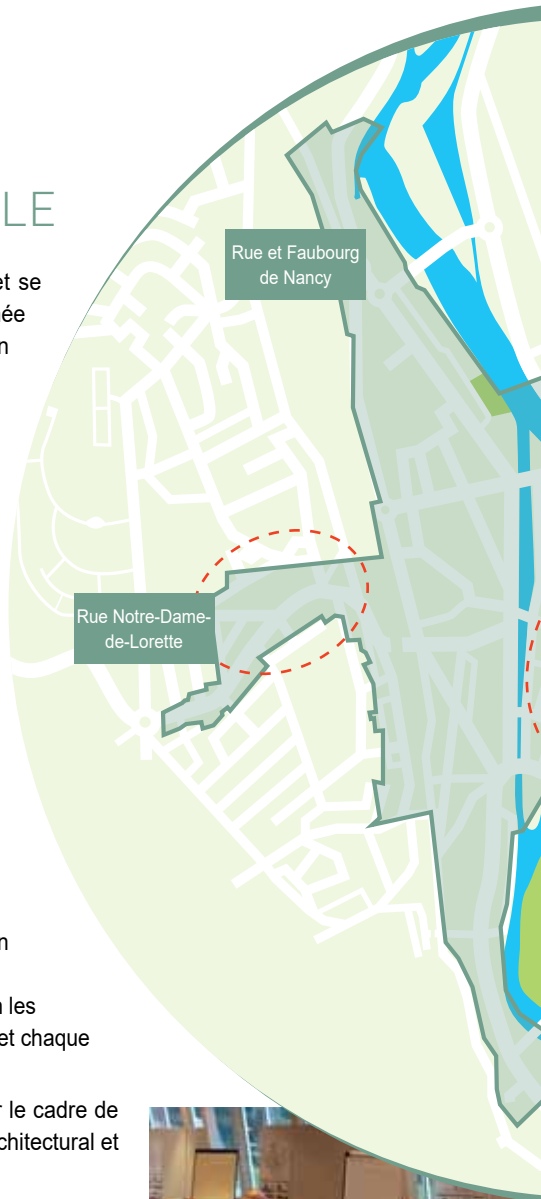 LE
et se
ée
n
Rue et Faubourg
de Nancy
Rue Notre-Dame-
de-Lorette
n
les
et chaque
le cadre de
chitectural et